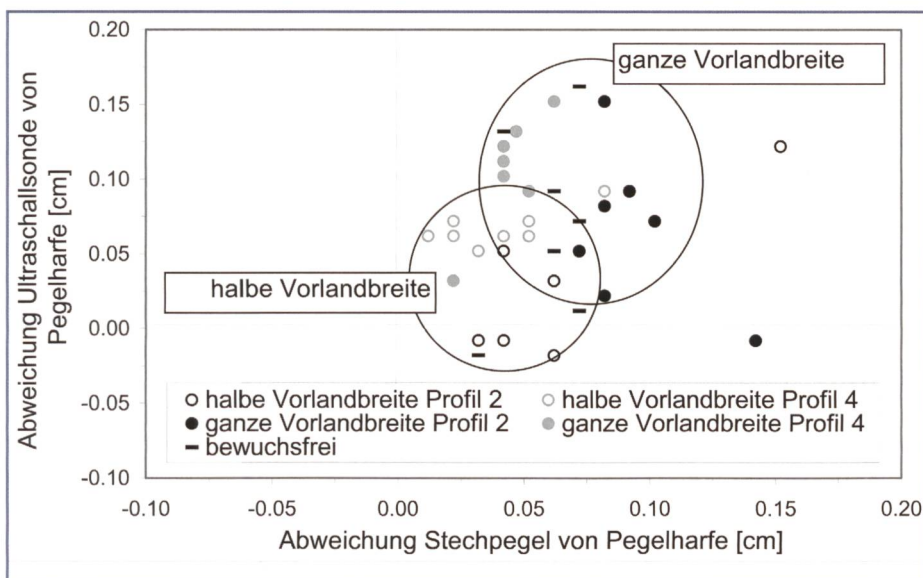 Abweichung Ultraschallsonde von
Pegelharfe [cm]
0.20
0.15
0.10
0.05
0.00
-0.05
-0.10
ganze Vorlandbreite
halbe Vorlandbreite
halbe Vorlandbreite Profil 2
halbe Vorlandbreite Profil 4
ganze Vorlandbreite Profil 2
ganze Vorlandbreite Profil 4
bewuchsfrei
-0.10 -0.05 0.00 0.05 0.10 0.15 0.20
Abweichung Stechpegel von Pegelharfe [cm]